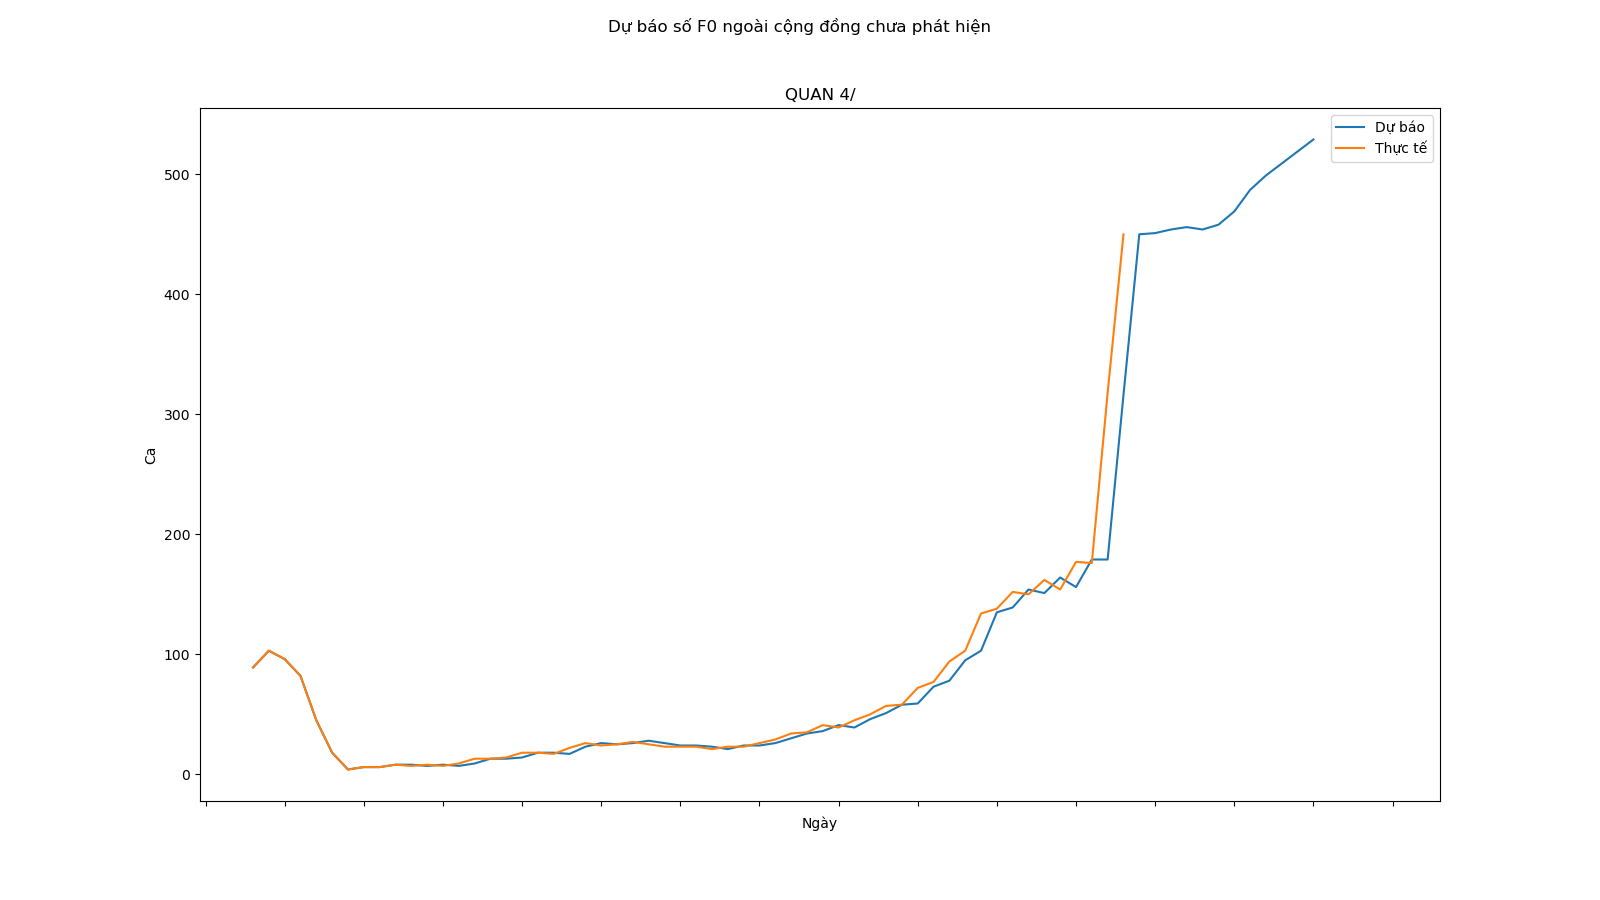 Dự báo số F0 ngoài cộng đồng chưa phát hiện
QUAN 4/
Dự báo
Thực tế
500
400
300
200
100
0
Ca
Ngày